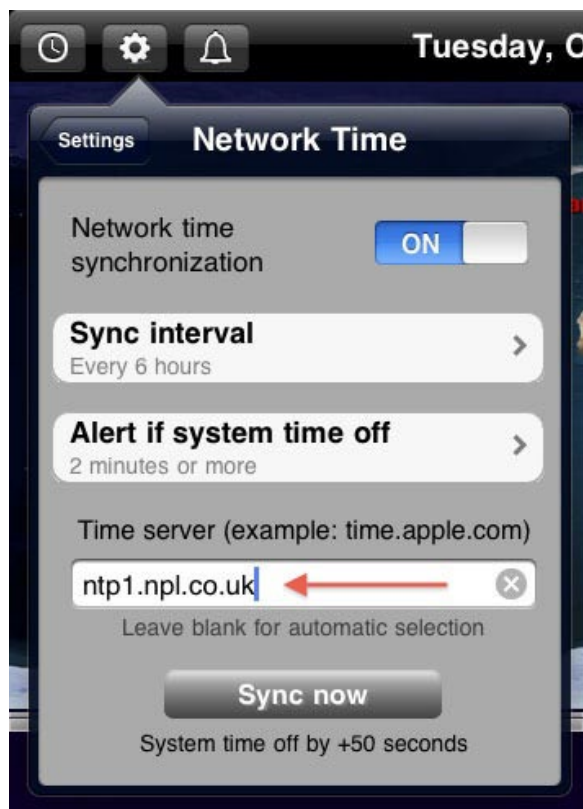 Tuesday,
Settings
Network Time
Network time
synchronization
ON
Sync interval
Every 6 hours
Alert if system time off
2 minutes or more
Time server (example: time.apple.com)
ntp1.npl.co.uk
Leave blank for automatic selection
Sync now
System time off by +50 seconds